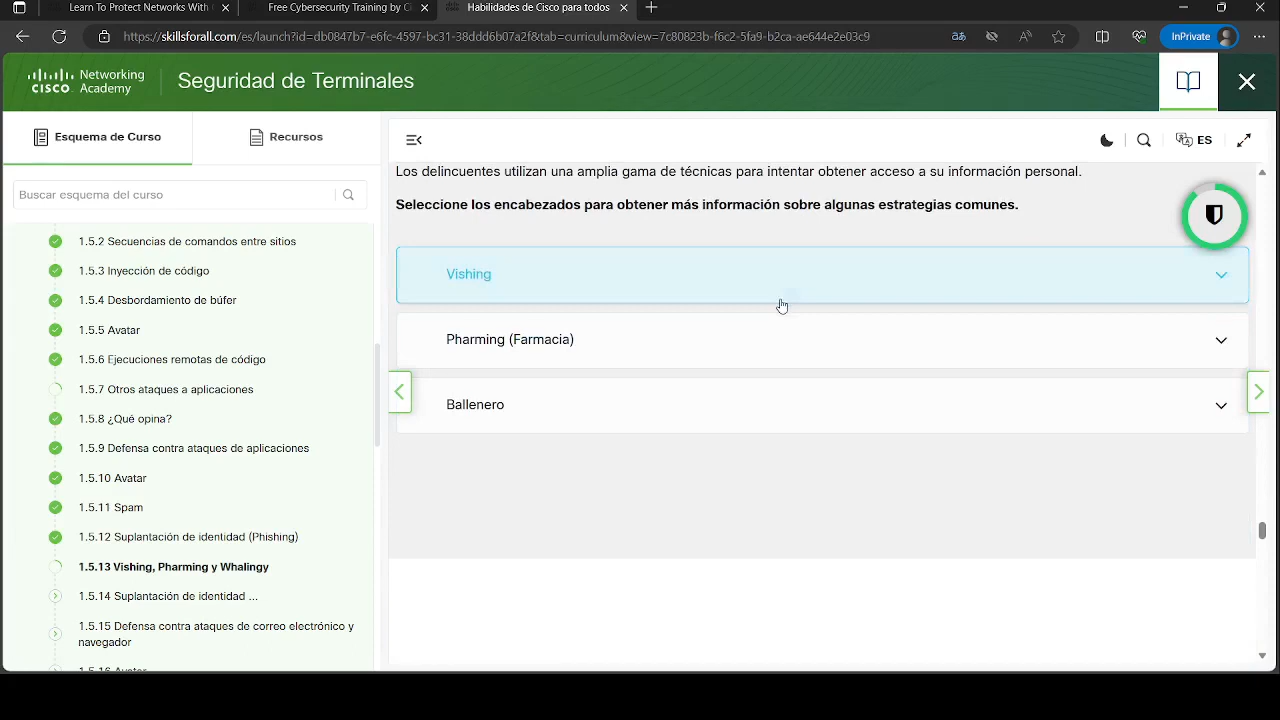 Learn To Protect Networks With
Free Cybersecurity Training by Ci
Habilidades de Cisco para todos
https://skillsforall.com/es/launch?id=db0847b7-e6fc-4597-bc31-38ddd6b07a2f&tab=curriculum&view=7c80823b-f6c2-5fa9-b2ca-ae644e2e03c9
InPrivate
CISCO
Networking
Academy
Seguridad de Terminales
Esquema de Curso
Recursos
ES
Buscar esquema del curso
1.5.2 Secuencias de comandos entre sitios
1.5.3 Inyección de código
1.5.4 Desbordamiento de búfer
1.5.5 Avatar
1.5.6 Ejecuciones remotas de código
1.5.7 Otros ataques a aplicaciones
1.5.8 ¿Qué opina?
1.5.9 Defensa contra ataques de aplicaciones
1.5.10 Avatar
1.5.11 Spam
1.5.12 Suplantación de identidad (Phishing)
1.5.13 Vishing, Pharming y Whalingy
1.5.14 Suplantación de identidad ...
1.5.15 Defensa contra ataques de correo electrónico y
navegador
1.5.16 Avatar
Los delincuentes utilizan una amplia gama de técnicas para intentar obtener acceso a su información personal.
Seleccione los encabezados para obtener más información sobre algunas estrategias comunes.
Vishing
Pharming (Farmacia)
Ballenero